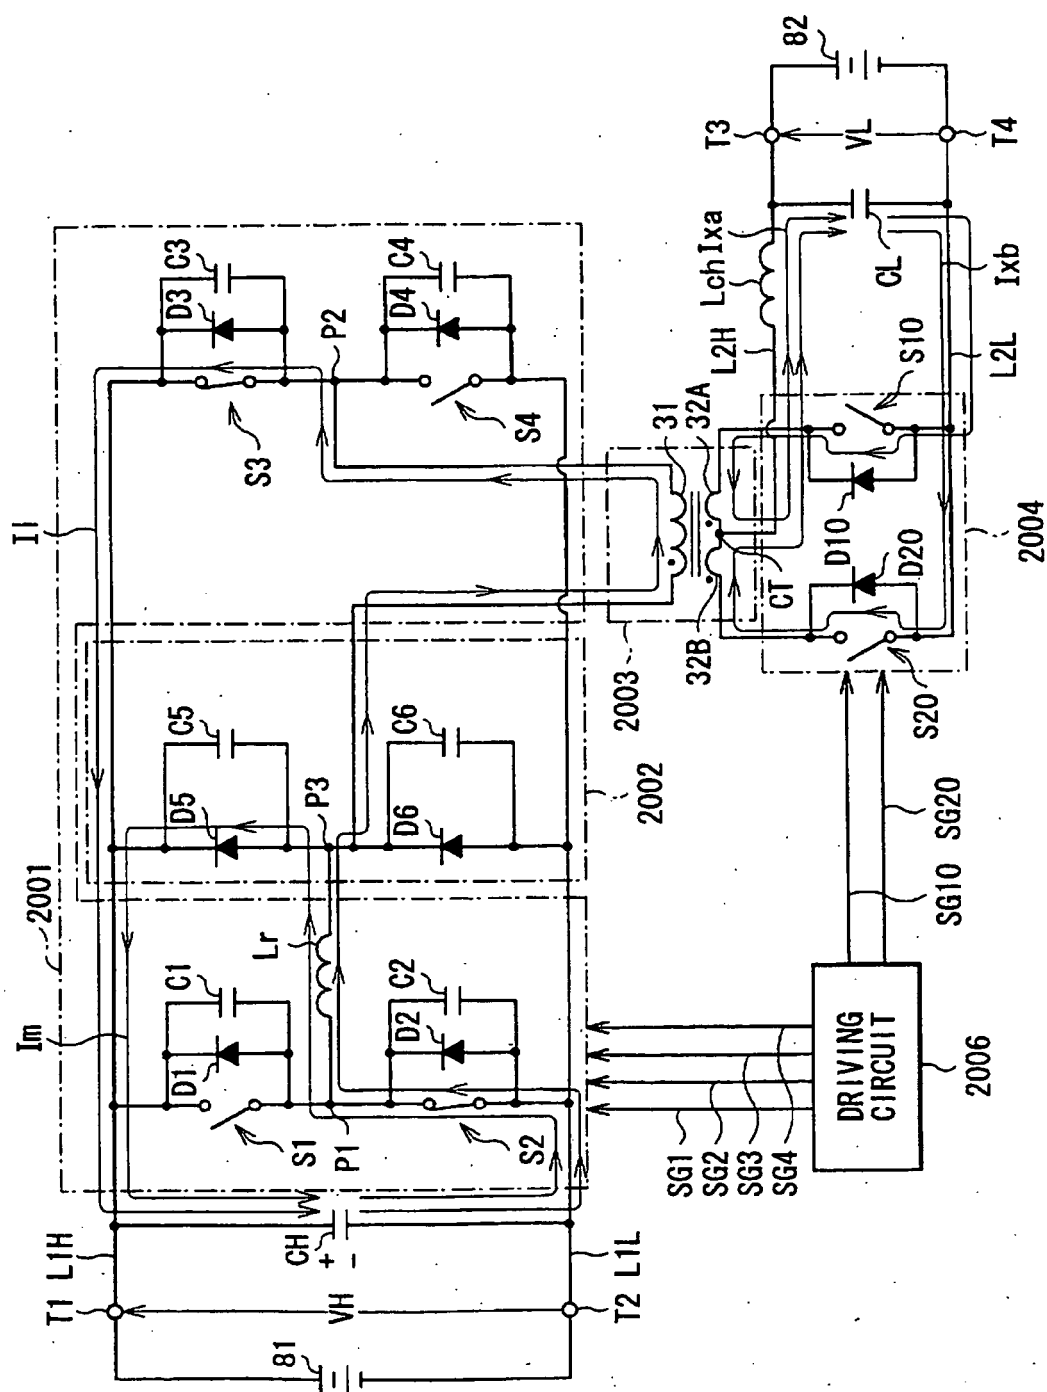 T1
L1H
VH
81
T2
L1L
CH
+
-
Im
2001
I1
S1
D1
C1
P1
Lr
S2
D2
C2
D5
C5
P3
D6
C6
2002
S3
D3
C3
P2
S4
D4
C4
2003
31
32A
32B
CT
L2H
Lch
Ixa
T3
82
VL
T4
CL
Ixb
L2L
S10
D10
D20
S20
2004
SG10
SG20
SG1
SG2
SG3
SG4
DRIVING
CIRCUIT
2006